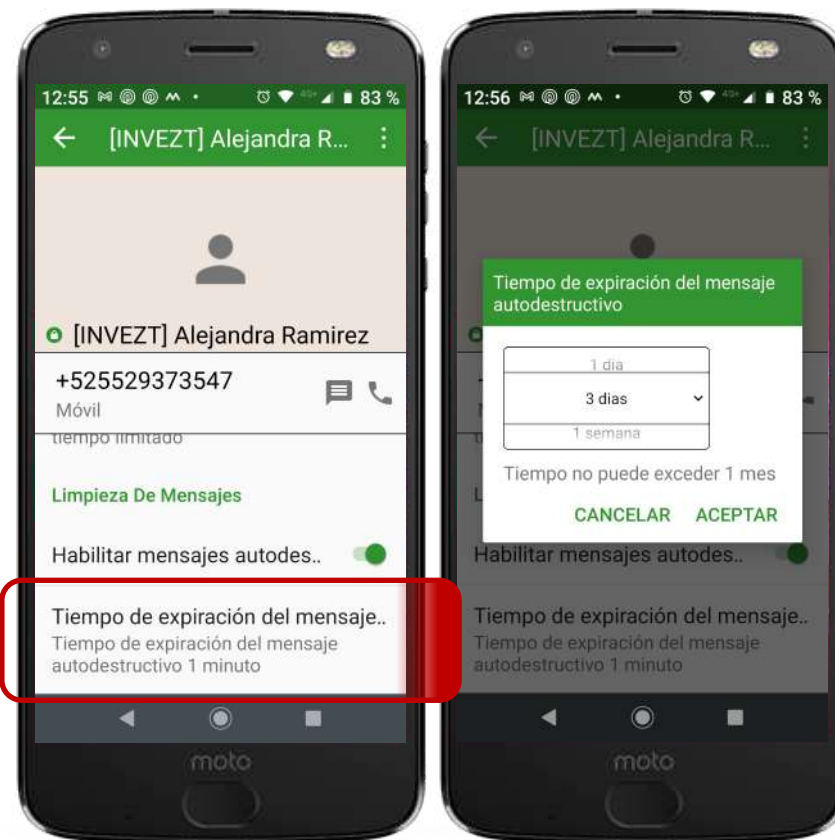 12:55
83 %
[INVEZT] Alejandra R...
[INVEZT] Alejandra Ramirez
+525529373547
Móvil
tiempo limitado
Limpieza De Mensajes
Habilitar mensajes autodes..
Tiempo de expiración del mensaje..
Tiempo de expiración del mensaje
autodestructivo 1 minuto
moto
12:56
83 %
[INVEZT] Alejandra R...
Tiempo de expiración del mensaje
autodestructivo
1 dia
3 dias
1 semana
Tiempo no puede exceder 1 mes
CANCELAR ACEPTAR
Habilitar mensajes autodes..
Tiempo de expiración del mensaje..
Tiempo de expiración del mensaje
autodestructivo 1 minuto
moto